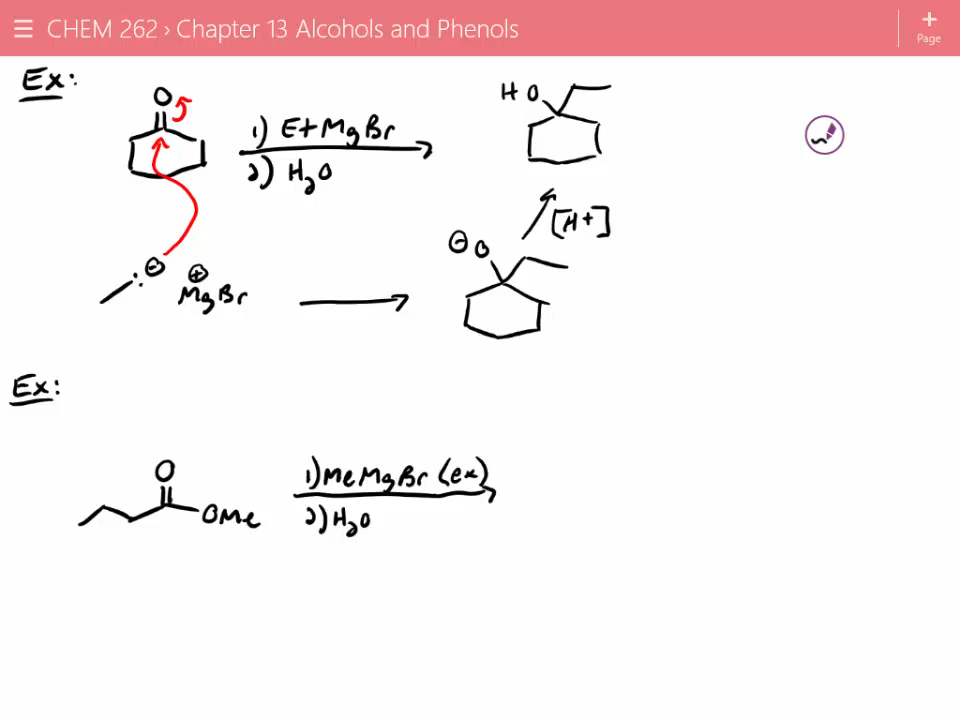 CHEM 262 › Chapter 13 Alcohols and Phenols
+
Page
Ex:
O
1) EtMgBr
2) H₂O
HO
[H+]
⊖ O
⊖ ⊕
: MgBr
Ex:
O
OMe
1) MeMgBr (ex)
2) H₂O